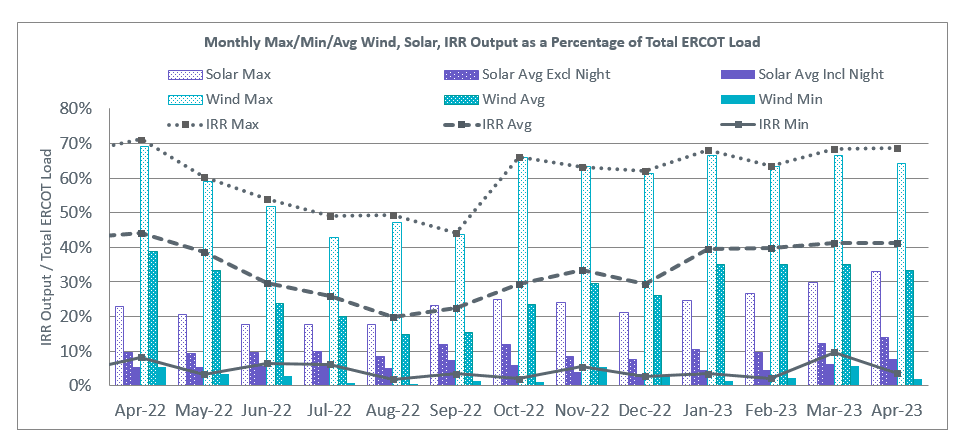 Monthly Max/Min/Avg Wind, Solar, IRR Output as a Percentage of Total ERCOT Load
Solar Max
Solar Avg Excl Night
Solar Avg Incl Night
Wind Max
Wind Avg
Wind Min
IRR Max
IRR Avg
IRR Min
IRR Output / Total ERCOT Load
80%
70%
60%
50%
40%
30%
20%
10%
0%
Apr-22 May-22 Jun-22 Jul-22 Aug-22 Sep-22 Oct-22 Nov-22 Dec-22 Jan-23 Feb-23 Mar-23 Apr-23